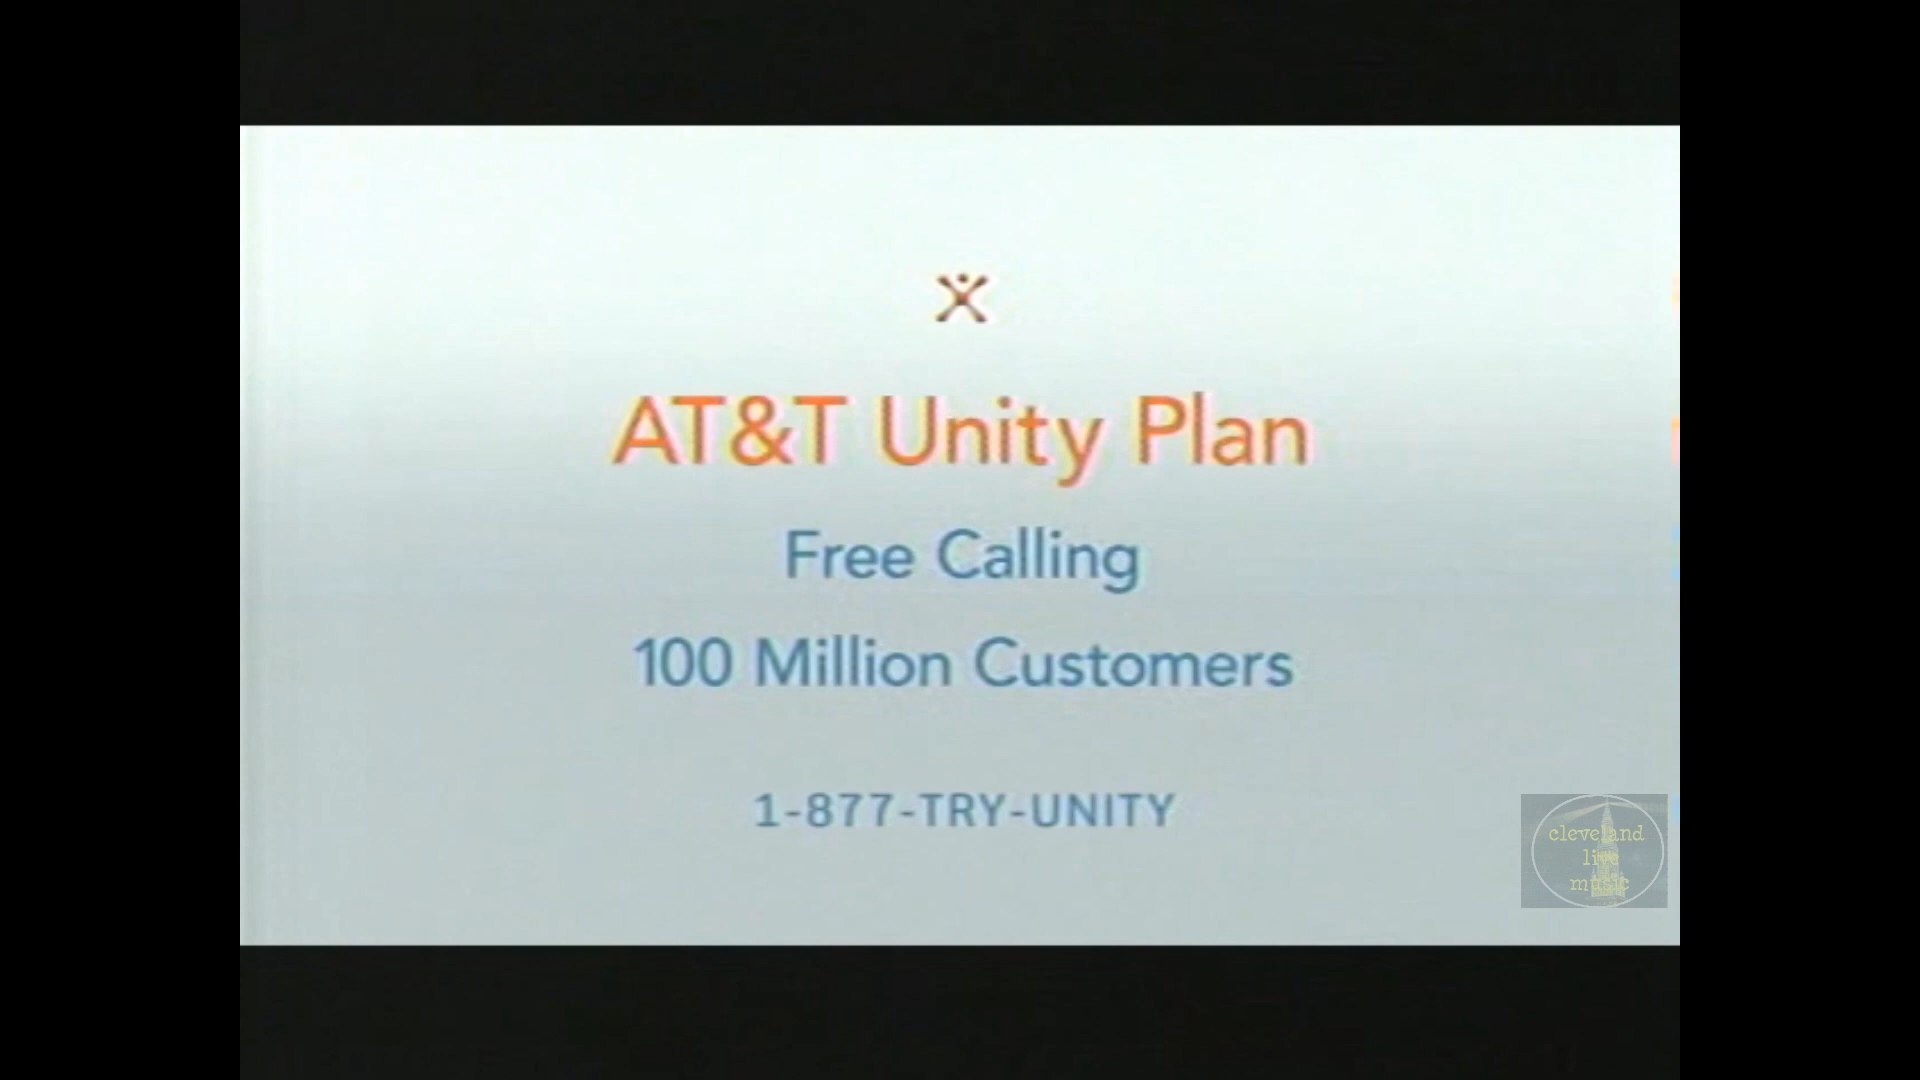 AT&T Unity Plan
Free Calling
100 Million Customers
1-877-TRY-UNITY
cleveland
live
music